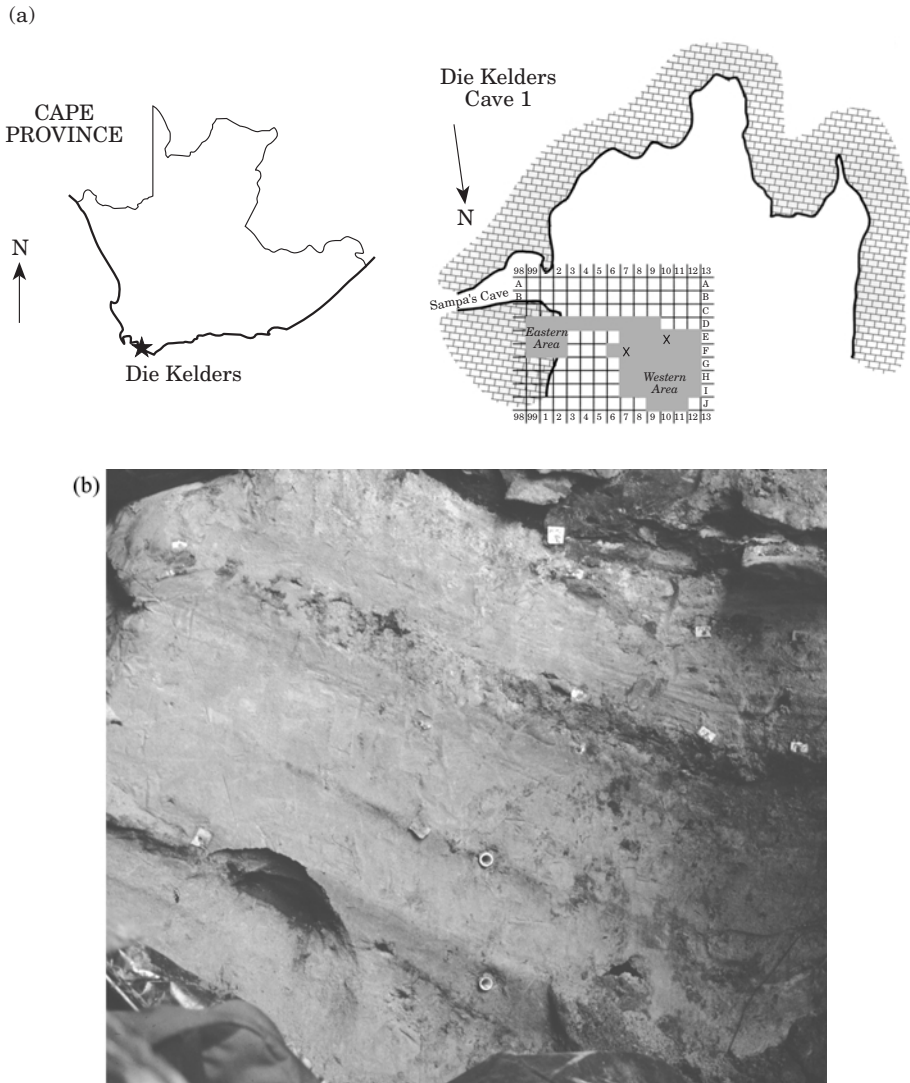 (a)
CAPE
PROVINCE
N
Die Kelders
Die Kelders
Cave 1
N
Sampa's Cave
98 99 1 2 3 4 5 6 7 8 9 10 11 12 13
A A
B B
C
D
E
F
G
H
I
J
Eastern
Area
X
X
Western
Area
98 99 1 2 3 4 5 6 7 8 9 10 11 12 13
(b)